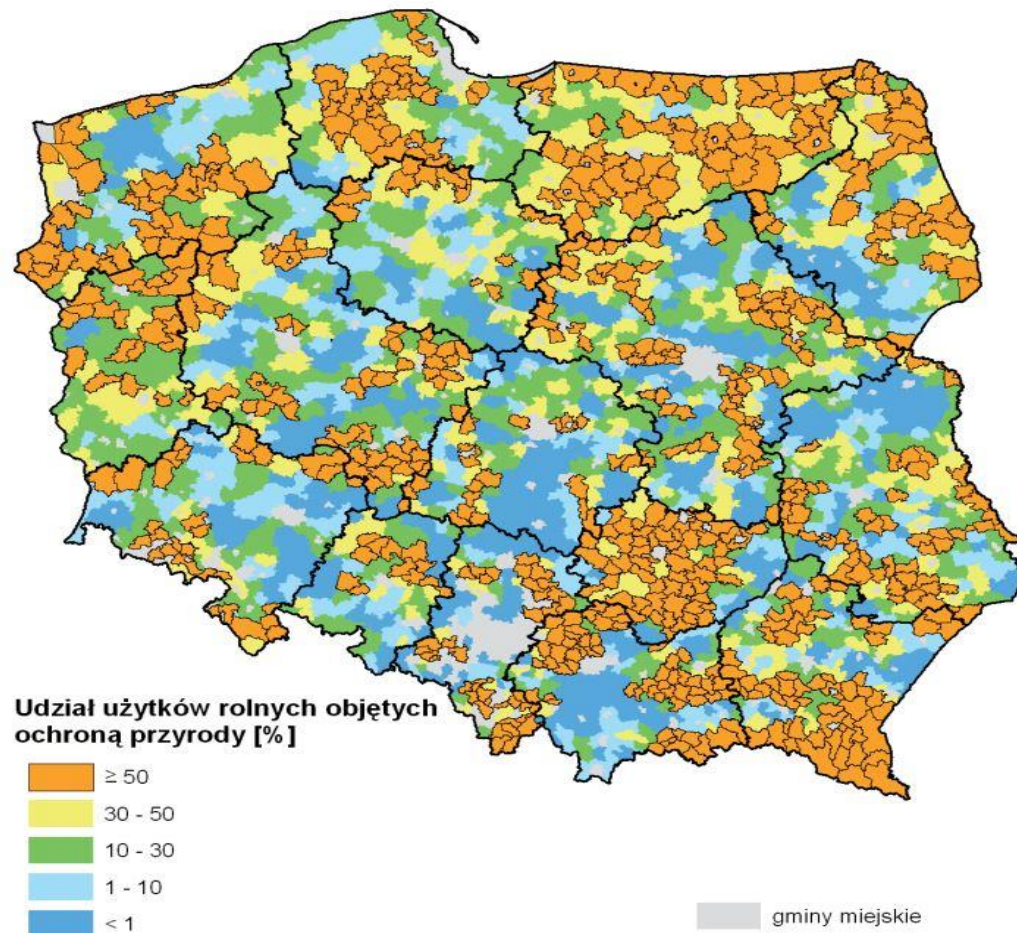 Udział użytków rolnych objętych
ochroną przyrody [%]
≥ 50
30 - 50
10 - 30
1 - 10
< 1
gminy miejskie